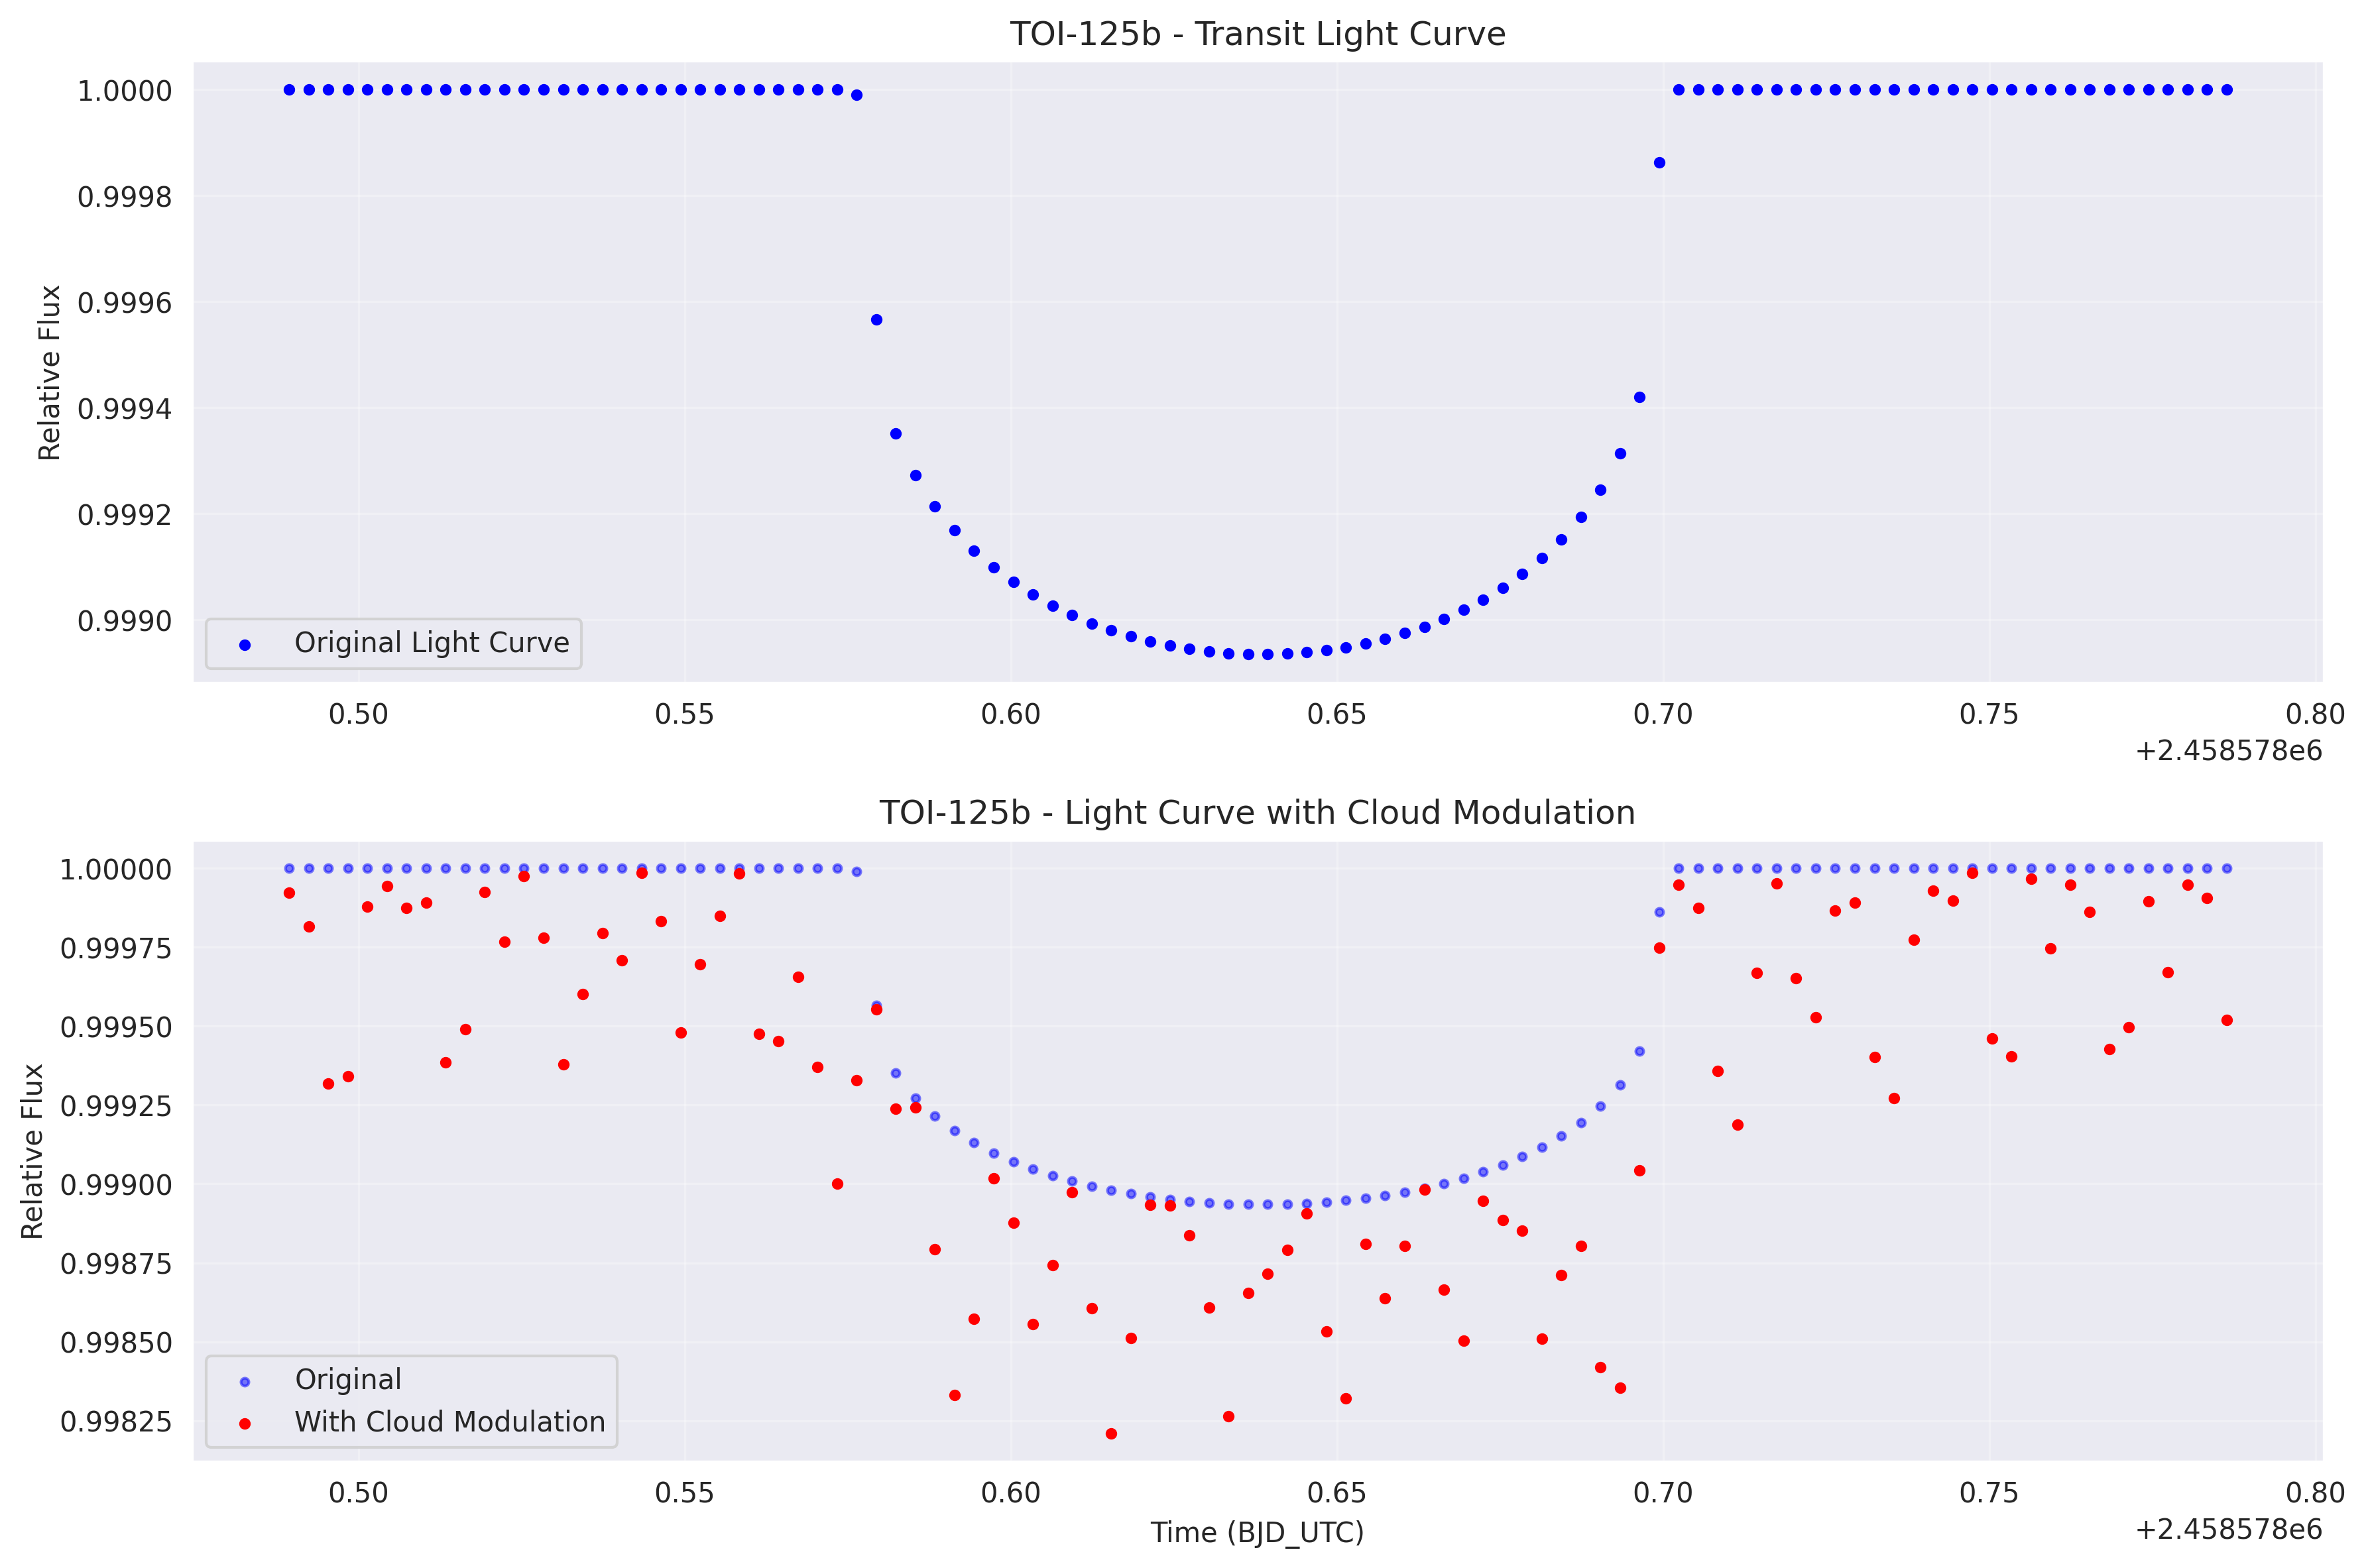 TOI-125b - Transit Light Curve
Relative Flux
1.0000
0.9998
0.9996
0.9994
0.9992
0.9990
Original Light Curve
0.50 0.55 0.60 0.65 0.70 0.75 0.80
+2.458578e6
TOI-125b - Light Curve with Cloud Modulation
Relative Flux
1.00000
0.99975
0.99950
0.99925
0.99900
0.99875
0.99850
0.99825
Original
With Cloud Modulation
0.50 0.55 0.60 0.65 0.70 0.75 0.80
Time (BJD_UTC)
+2.458578e6